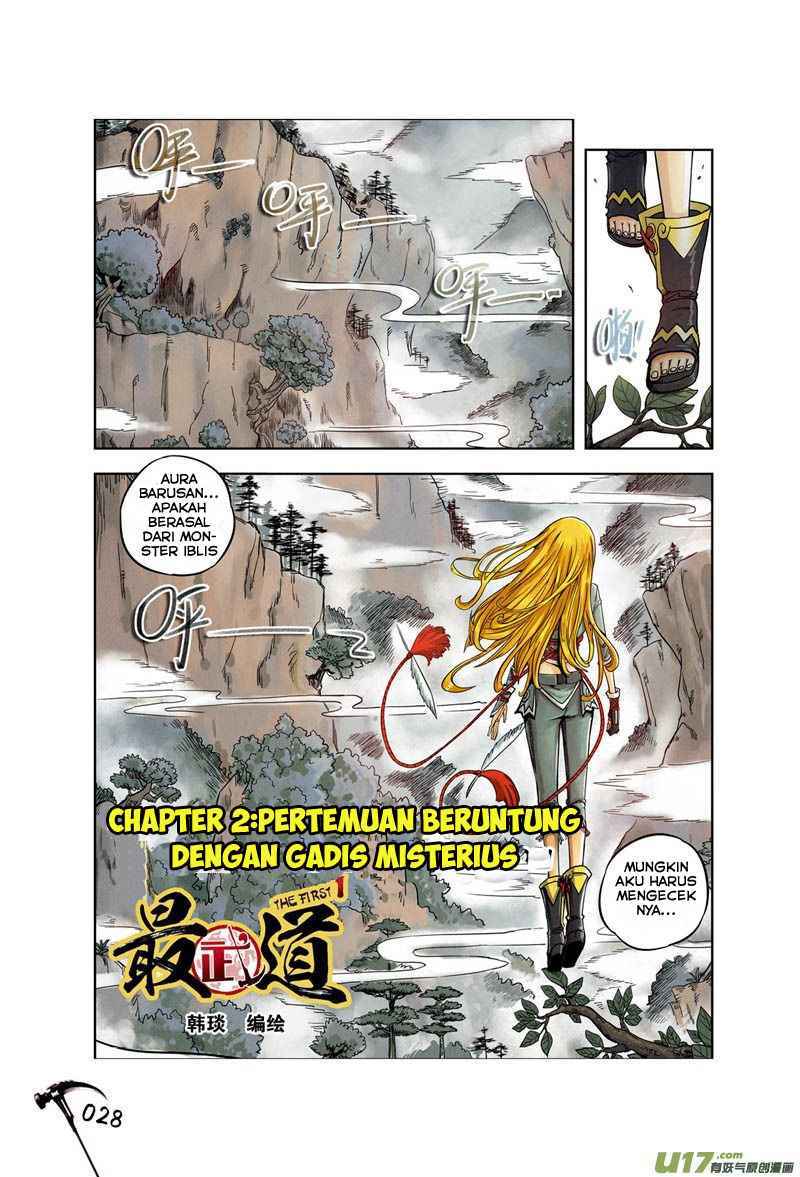 呼——
呼——
呼——
啪!
AURA
BARUSAN...
APAKAH
BERASAL
DARI MON-
STER IBLIS
呼——
CHAPTER 2:PERTEMUAN BERUNTUNG
DENGAN GADIS MISTERIUS
MUNGKIN
AKU HARUS
MENGECEK
NYA...
THE FIRST 1
最武道
韩琰 编绘
028
U17.com
有妖气原创漫画